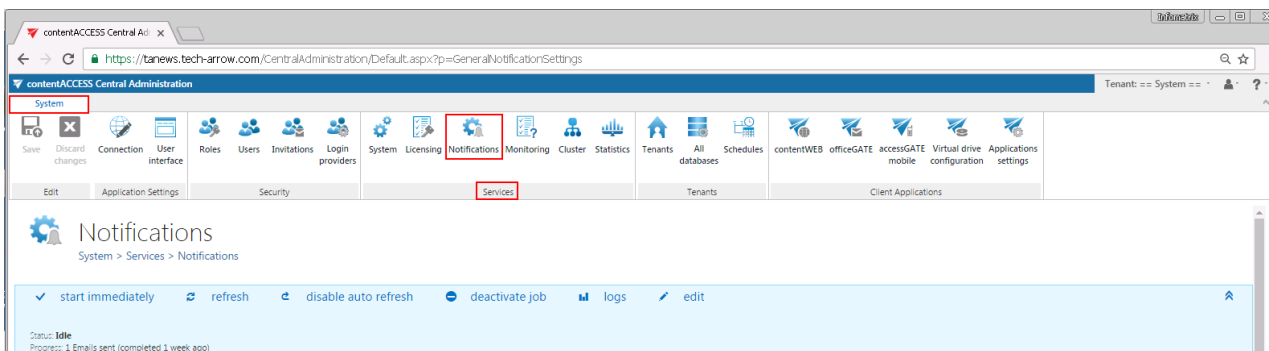 Infometrix
contentACCESS Central Ad
https://tanews.tech-arrow.com/CentralAdministration/Default.aspx?p=GeneralNotificationSettings
contentACCESS Central Administration
Tenant: == System ==
?
System
Save
Discard changes
Connection
User interface
Roles
Users
Invitations
Login providers
System
Licensing
Notifications
Monitoring
Cluster
Statistics
Tenants
All databases
Schedules
contentWEB
officeGATE
accessGATE mobile
Virtual drive configuration
Applications settings
Edit
Application Settings
Security
Services
Tenants
Client Applications
Notifications
System > Services > Notifications
start immediately
refresh
disable auto refresh
deactivate job
logs
edit
Status: Idle
Progress: 1 Emails sent (completed 1 week ago)